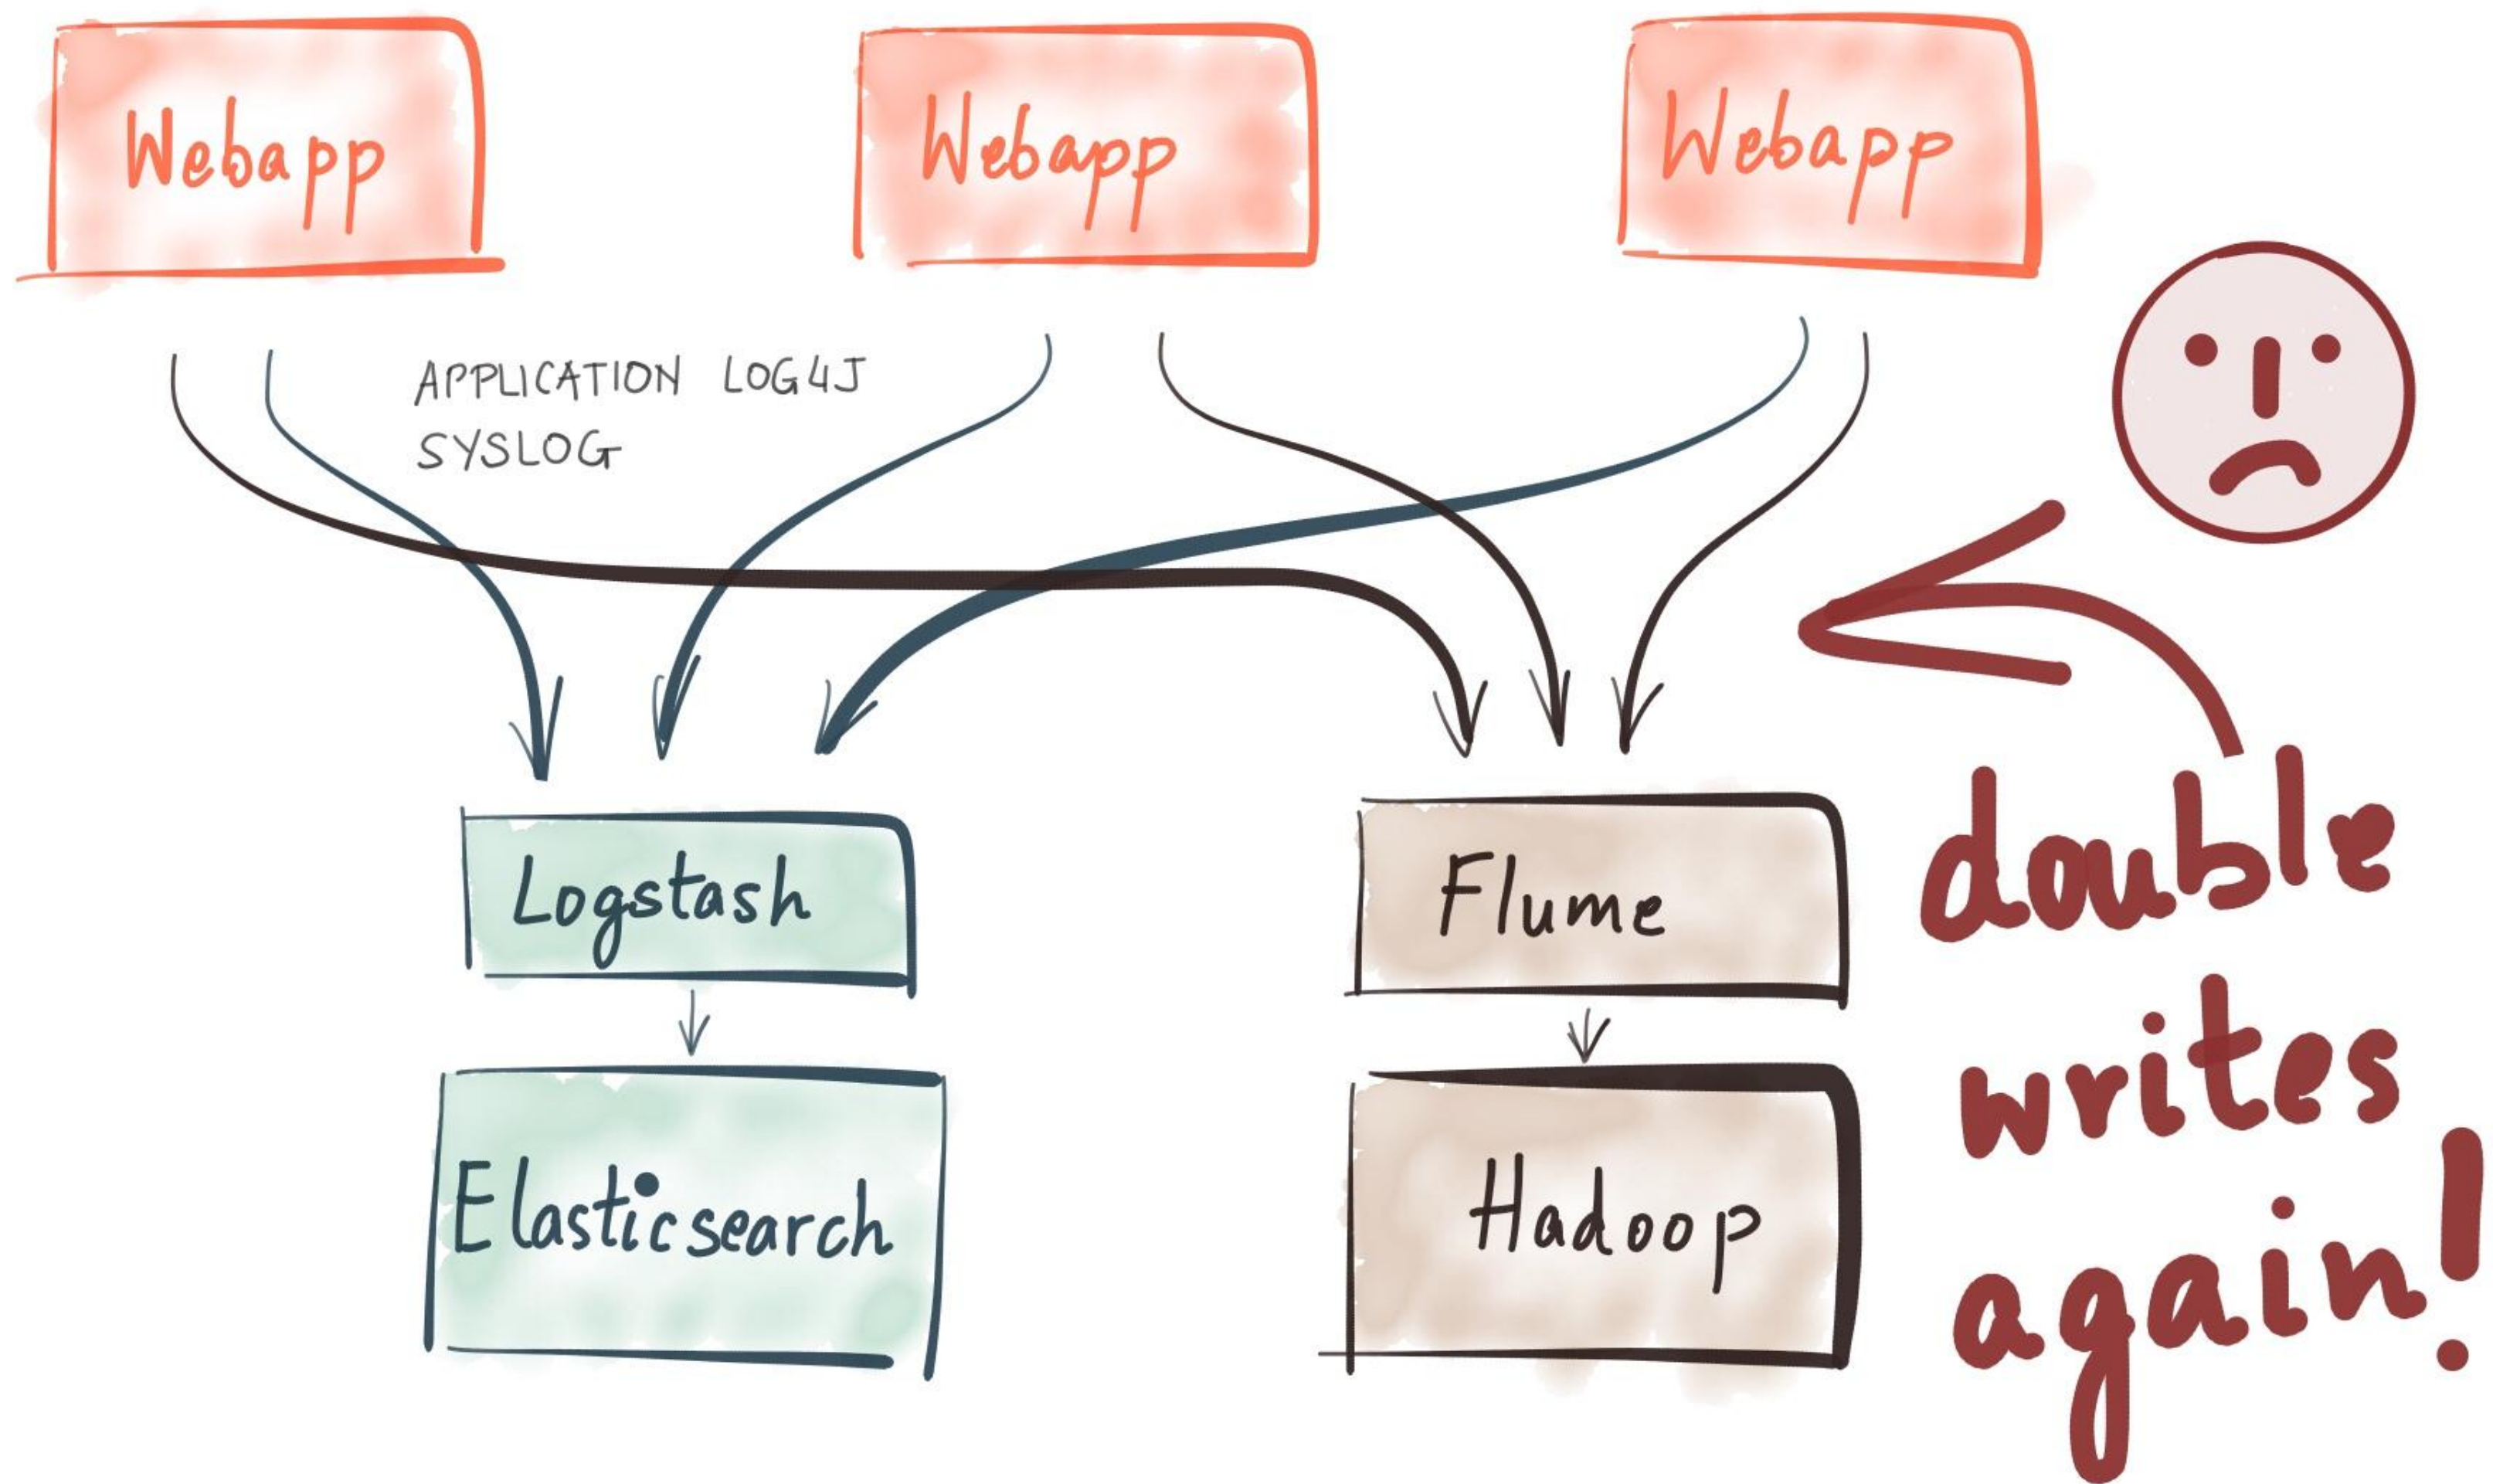 Webapp
Webapp
Webapp
APPLICATION LOG4J
SYSLOG
Logstash
Flume
Elasticsearch
Hadoop
double
writes
again!